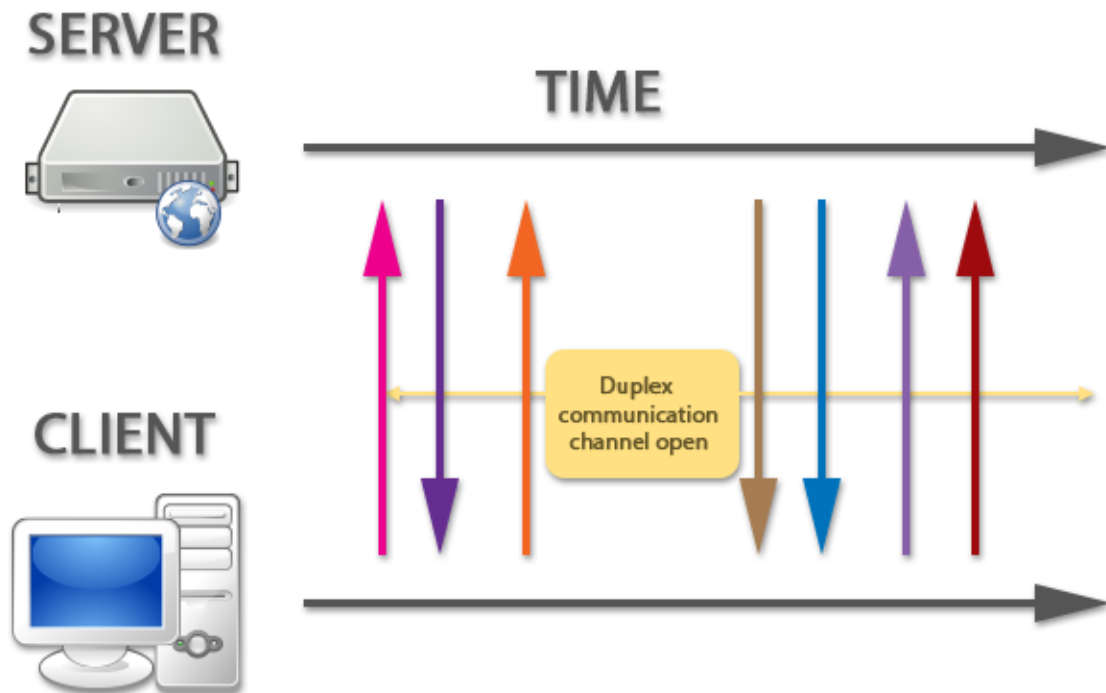 SERVER
TIME
Duplex
communication
channel open
CLIENT